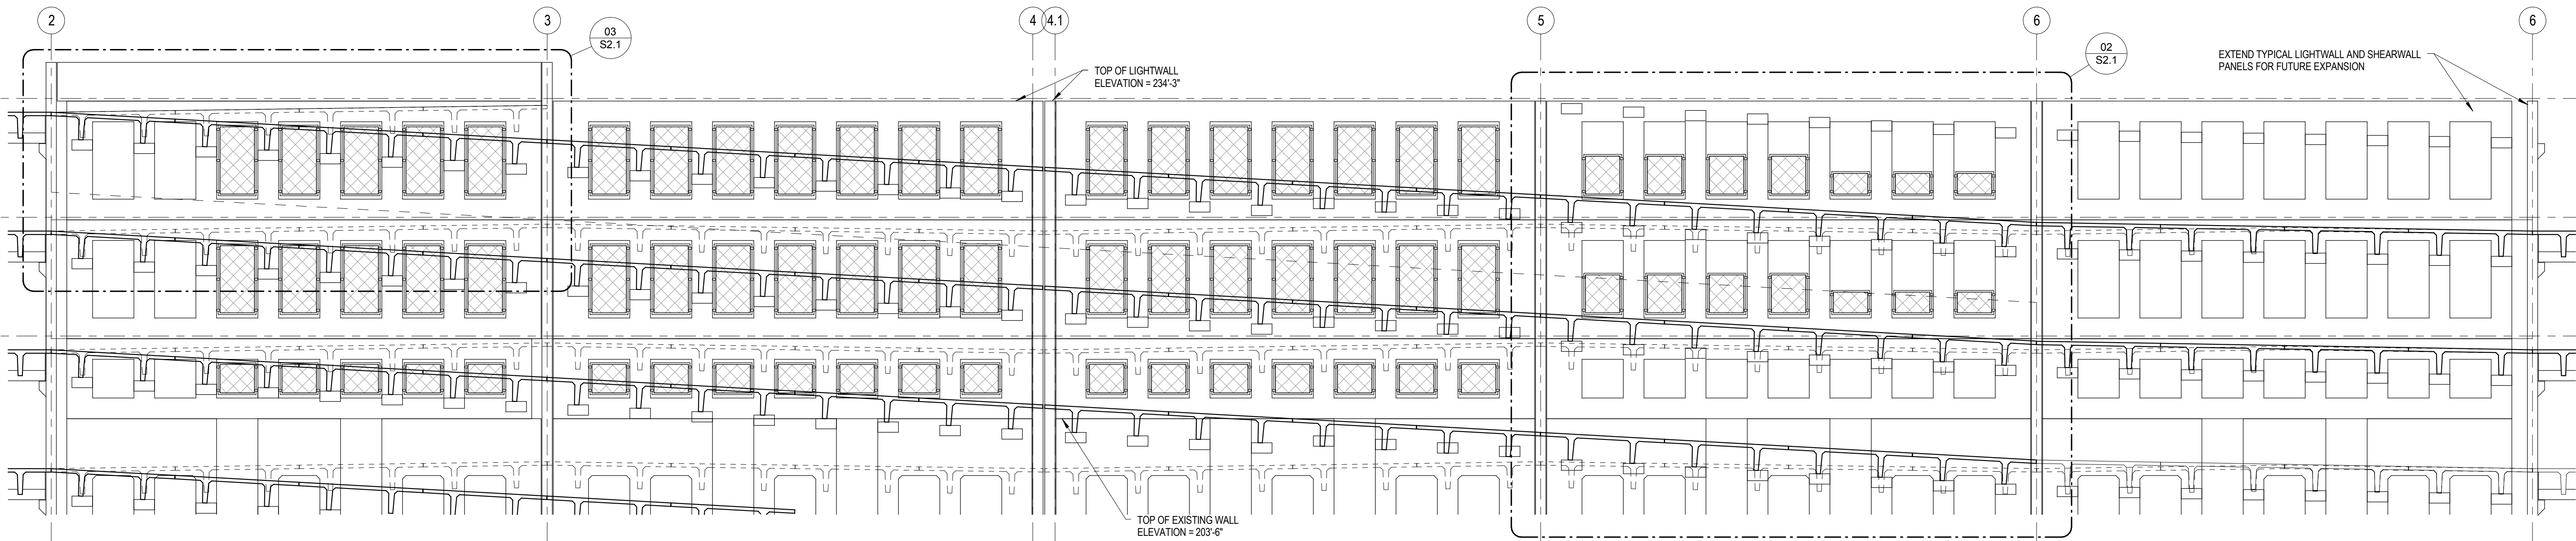 2
3
4
4.1
5
6
6
03
S2.1
02
S2.1
EXTEND TYPICAL LIGHTWALL AND SHEARWALL
PANELS FOR FUTURE EXPANSION
TOP OF LIGHTWALL
ELEVATION = 234'-3"
TOP OF EXISTING WALL
ELEVATION = 203'-6"